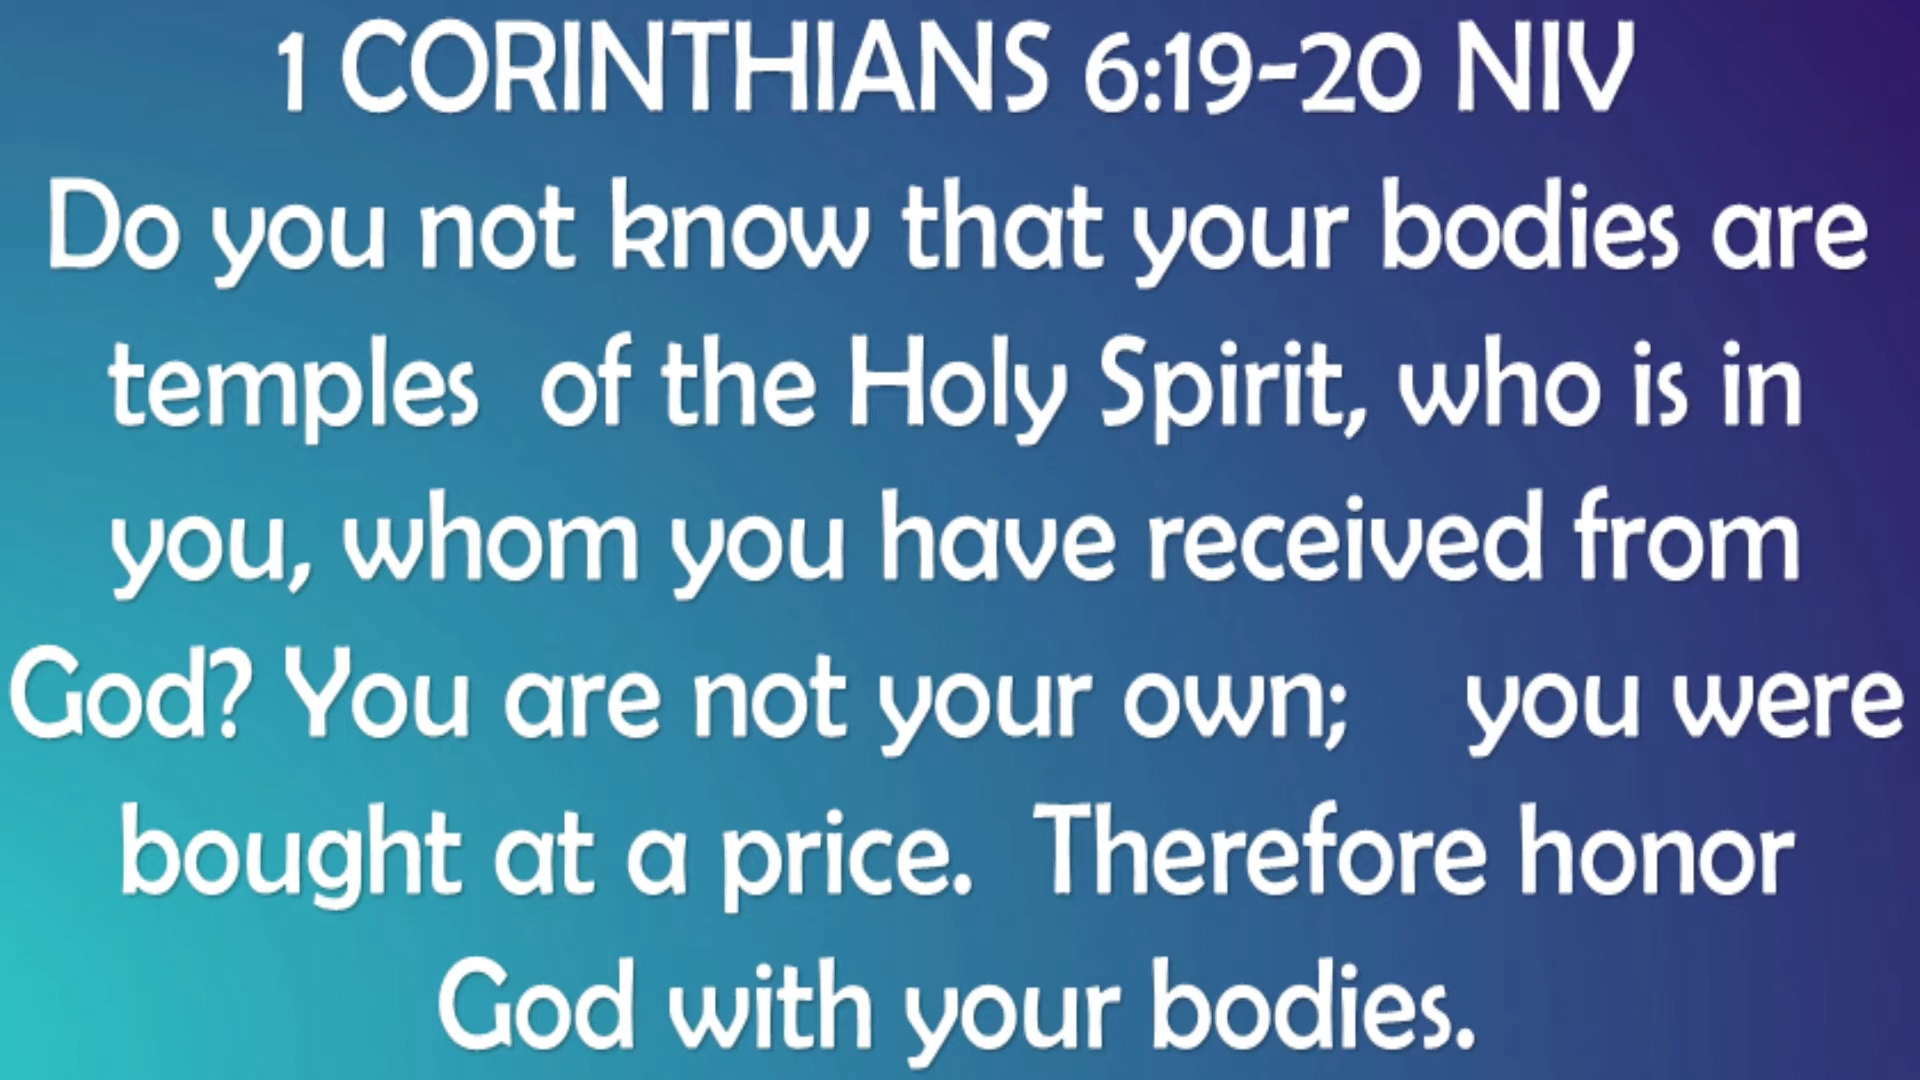 1 CORINTHIANS 6:19-20 NIV
Do you not know that your bodies are
temples  of the Holy Spirit, who is in
you, whom you have received from
God? You are not your own;    you were
bought at a price.  Therefore honor
God with your bodies.